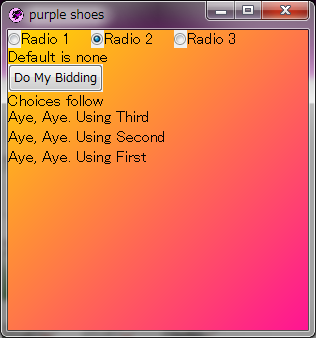 purple shoes
Radio 1 Radio 2 Radio 3
Default is none
Do My Bidding
Choices follow
Aye, Aye. Using Third
Aye, Aye. Using Second
Aye, Aye. Using First